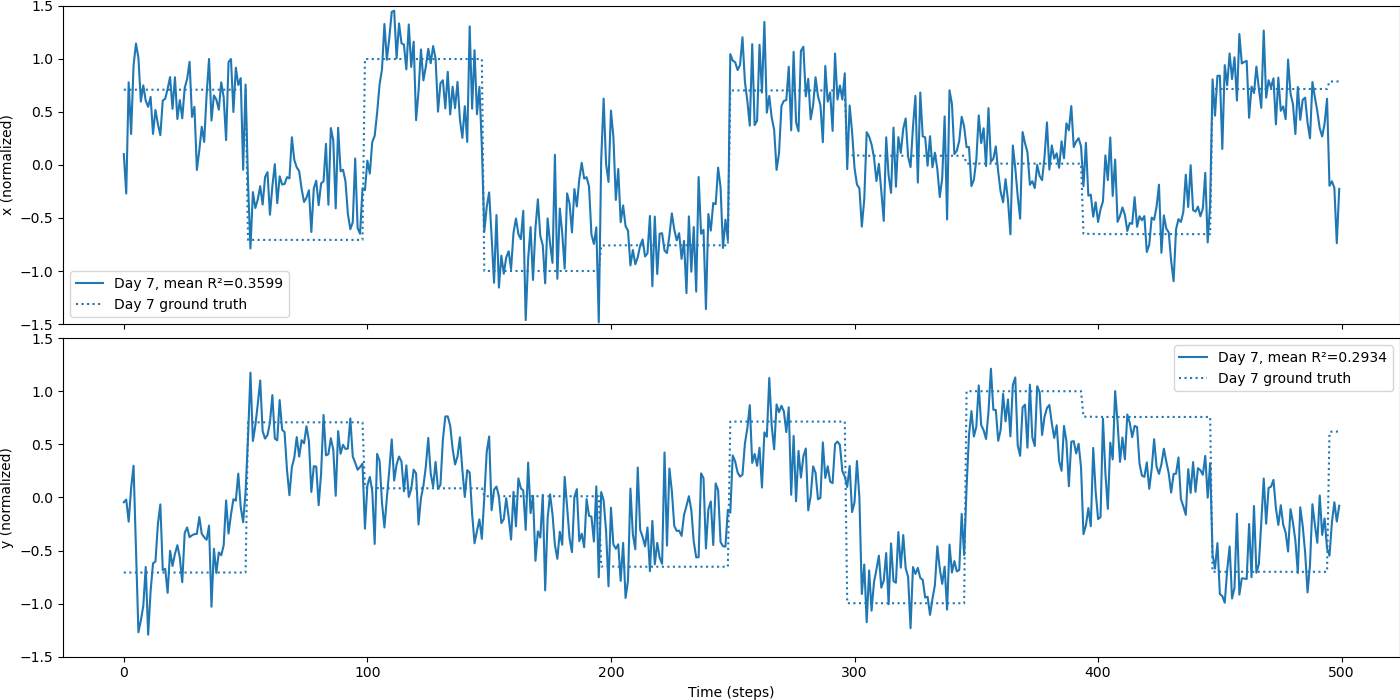 1.5
1.0
0.5
0.0
−0.5
−1.0
−1.5
x (normalized)
Day 7, mean R²=0.3599
Day 7 ground truth
1.5
1.0
0.5
0.0
−0.5
−1.0
−1.5
y (normalized)
Day 7, mean R²=0.2934
Day 7 ground truth
0 100 200 300 400 500
Time (steps)